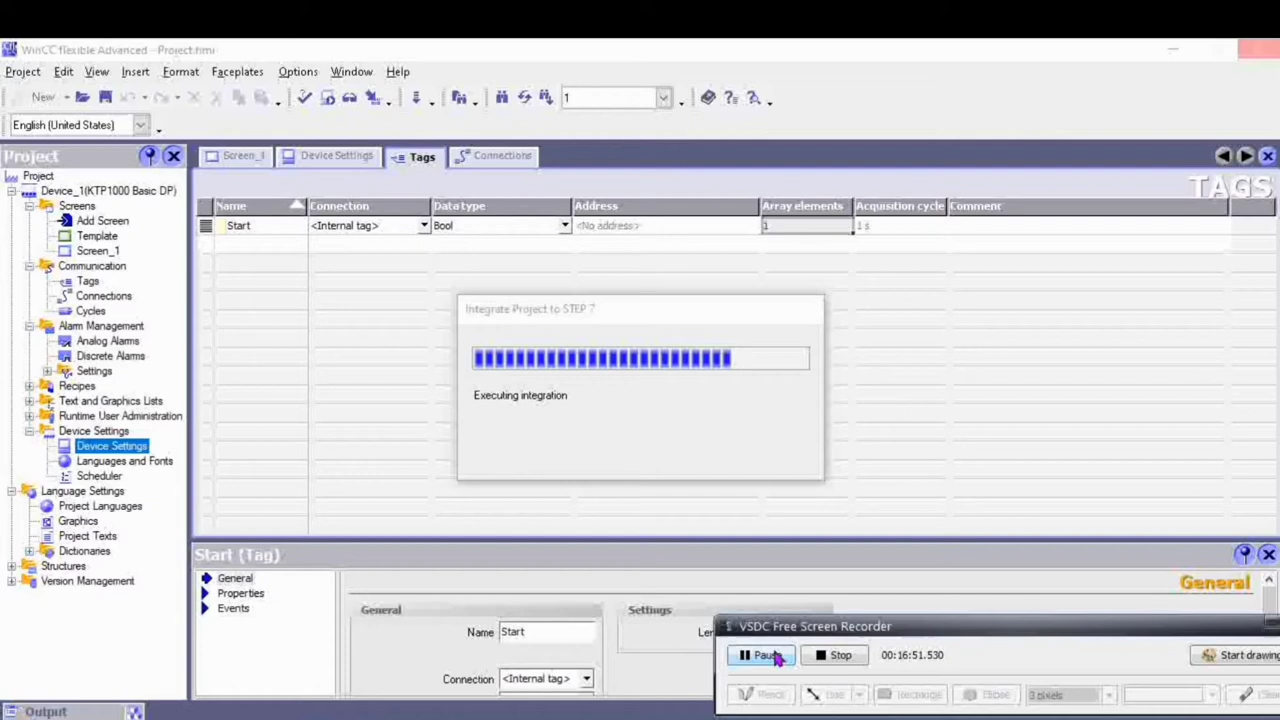 WinCC flexible Advanced - Project.hmi
Project Edit View Insert Format Faceplates Options Window Help
New 1
English (United States)
Project
Screen_1 Device Settings Tags Connections
TAGS
Project
Device_1(KTP1000 Basic DP)
Screens
Add Screen
Template
Screen_1
Communication
Tags
Connections
Cycles
Alarm Management
Analog Alarms
Discrete Alarms
Settings
Recipes
Text and Graphics Lists
Runtime User Administration
Device Settings
Device Settings
Languages and Fonts
Scheduler
Language Settings
Project Languages
Graphics
Project Texts
Dictionaries
Structures
Version Management
Name Connection Data type Address Array elements Acquisition cycle Comment
Start <Internal tag> Bool <No address> 1 1 s
Integrate Project to STEP 7
Executing integration
Start (Tag)
General
Properties
Events
General
General
Name Start
Connection <Internal tag>
Settings
VSDC Free Screen Recorder
Stop 00:16:51.530 Start drawing
Pencil Line Rectangle Ellipse 3 pixels
Output